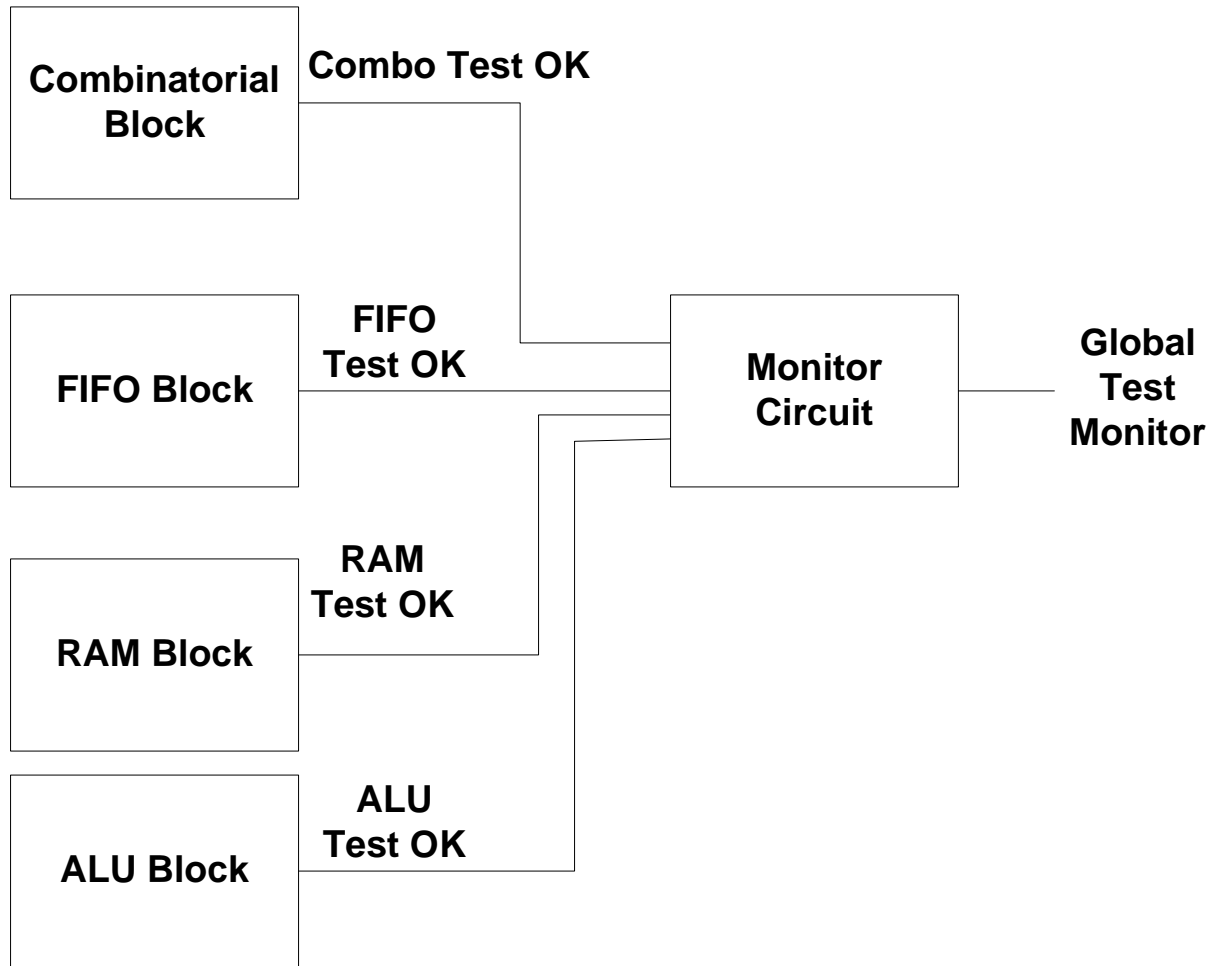 Combinatorial
Block
Combo Test OK
FIFO Block
FIFO
Test OK
Monitor
Circuit
Global
Test
Monitor
RAM Block
RAM
Test OK
ALU Block
ALU
Test OK